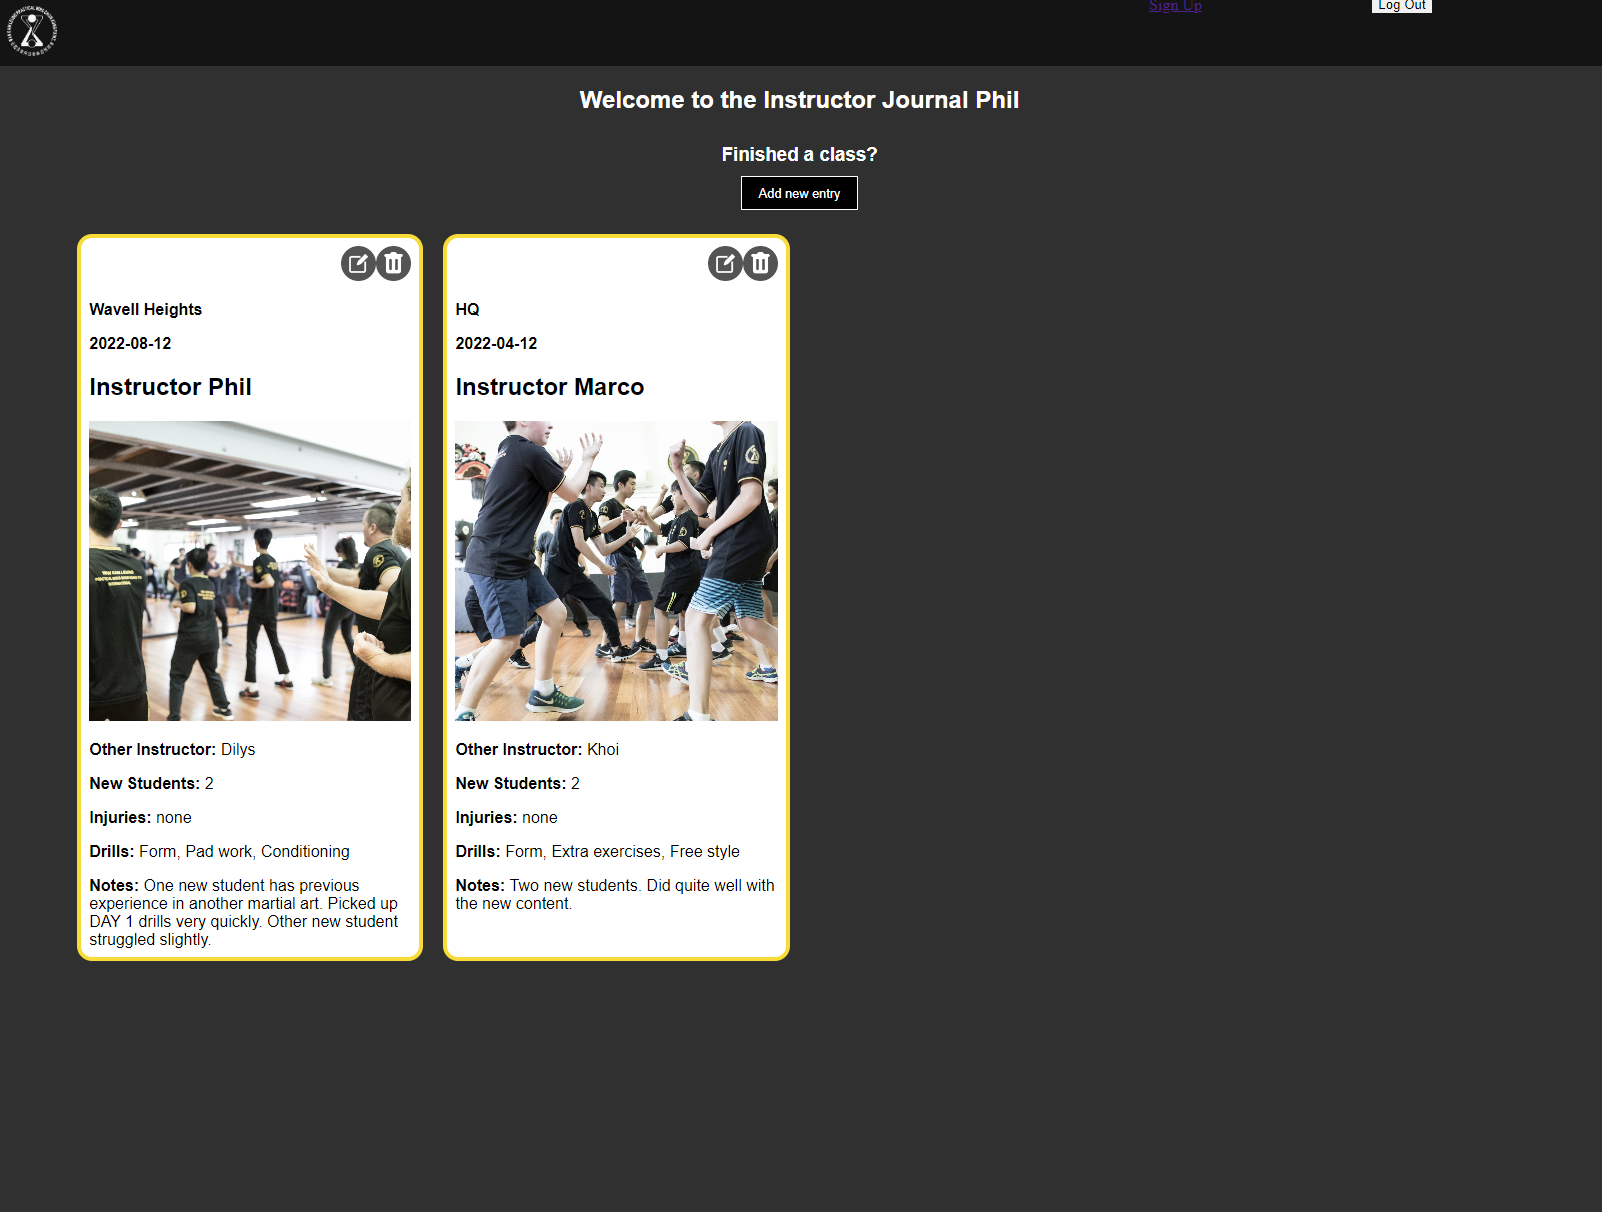 Sign Up
Log Out
Welcome to the Instructor Journal Phil
Finished a class?
Add new entry
Wavell Heights
2022-08-12
Instructor Phil
Other Instructor: Dilys
New Students: 2
Injuries: none
Drills: Form, Pad work, Conditioning
Notes: One new student has previous
experience in another martial art. Picked up
DAY 1 drills very quickly. Other new student
struggled slightly.
HQ
2022-04-12
Instructor Marco
Other Instructor: Khoi
New Students: 2
Injuries: none
Drills: Form, Extra exercises, Free style
Notes: Two new students. Did quite well with
the new content.